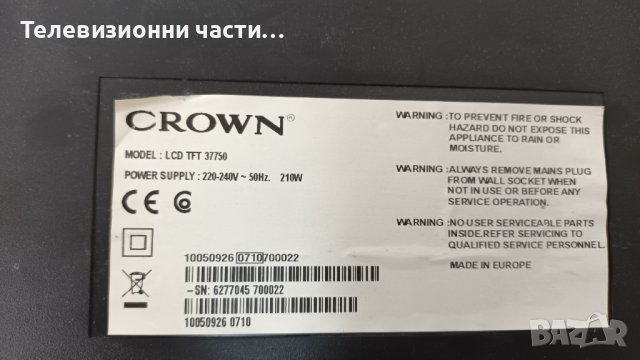 Телевизионни части…
CROWN®
MODEL : LCD TFT 37750
POWER SUPPLY : 220-240V ~ 50Hz. 210W
CE
10050926 0710 700022
-SN: 6277045 700022
10050926 0710
WARNING :TO PREVENT FIRE OR SHOCK
HAZARD DO NOT EXPOSE THIS
APPLIANCE TO RAIN OR
MOISTURE.
WARNING :ALWAYS REMOVE MAINS PLUG
FROM WALL SOCKET WHEN
NOT IN USE OR BEFORE ANY
SERVICE OPERATION.
WARNING :NO USER SERVICEABLE PARTS
INSIDE.REFER SERVICING TO
QUALIFIED SERVICE PERSONNEL.
MADE IN EUROPE
BAZAR